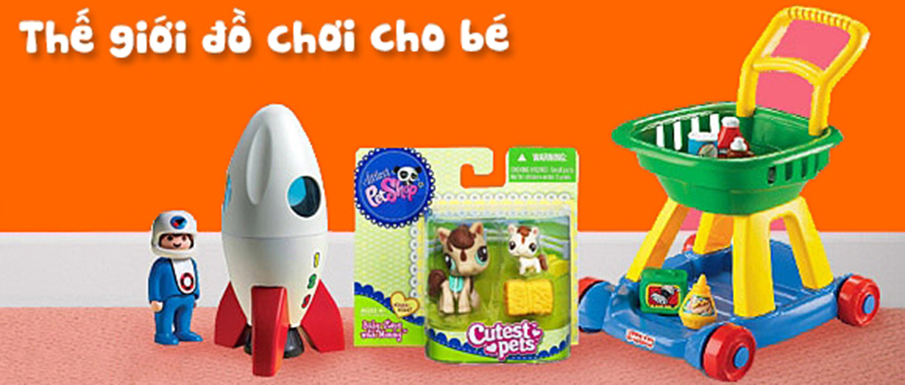 Thế giới đồ chơi cho bé
Littlest
PetShop
WARNING:
Cutest
pets